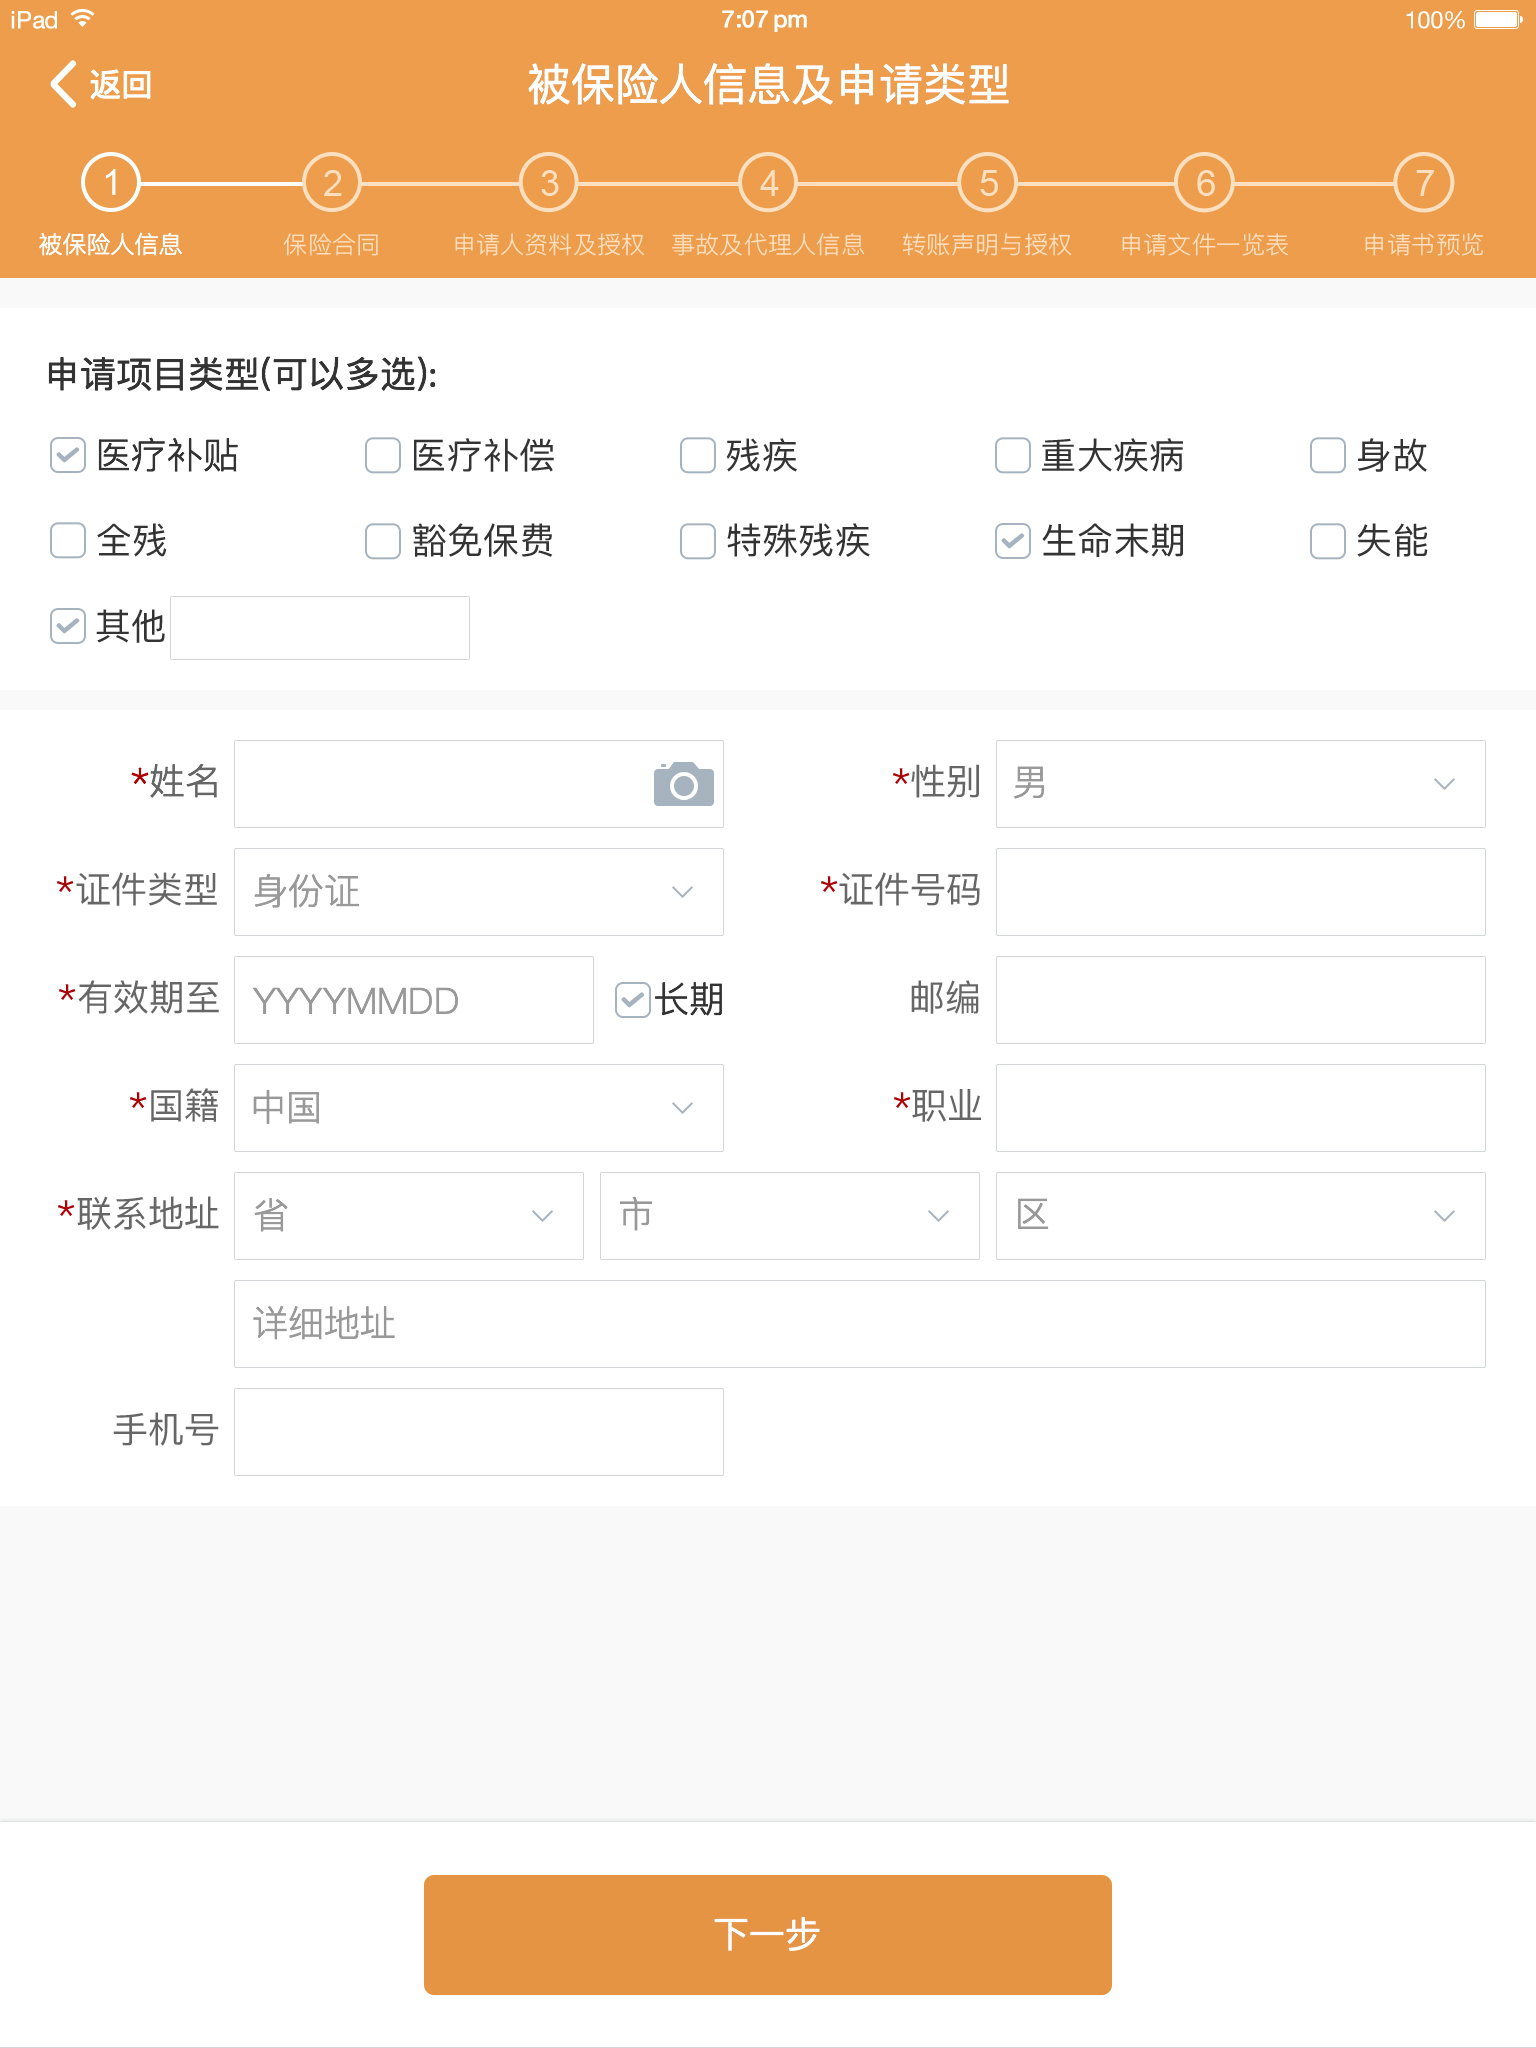 iPad 7:07 pm 100%
返回 被保险人信息及申请类型
1 2 3 4 5 6 7
被保险人信息 保险合同 申请人资料及授权 事故及代理人信息 转账声明与授权 申请文件一览表 申请书预览
申请项目类型(可以多选):
医疗补贴 医疗补偿 残疾 重大疾病 身故
全残 豁免保费 特殊残疾 生命末期 失能
其他
*姓名 *性别 男
*证件类型 身份证 *证件号码
*有效期至 YYYYMMDD 长期 邮编
*国籍 中国 *职业
*联系地址 省 市 区
详细地址
手机号
下一步